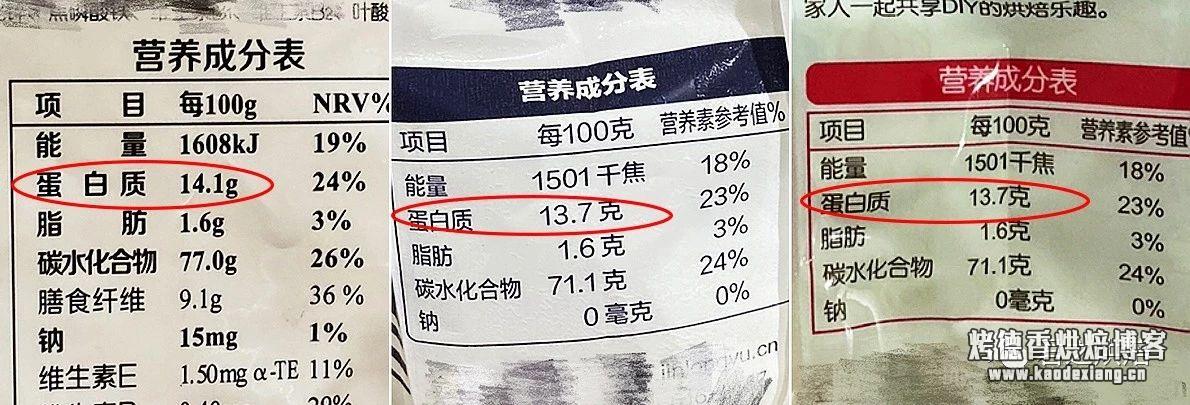 叶酸
营养成分表
项 目 每100g NRV%
能 量 1608kJ 19%
蛋 白 质 14.1g 24%
脂 肪 1.6g 3%
碳水化合物 77.0g 26%
膳食纤维 9.1g 36%
钠 15mg 1%
维生素E 1.50mg α-TE 11%
营养成分表
项目 每100克 营养素参考值%
能量 1501千焦 18%
蛋白质 13.7克 23%
脂肪 1.6克 3%
碳水化合物 71.1克 24%
钠 0毫克 0%
家人一起共享DIY的烘焙乐趣。
营养成分表
项目 每100克 营养素参考值%
能量 1501千焦 18%
蛋白质 13.7克 23%
脂肪 1.6克 3%
碳水化合物 71.1克 24%
钠 0毫克 0%
烤德香烘焙博客
www.kaodexiang.cn